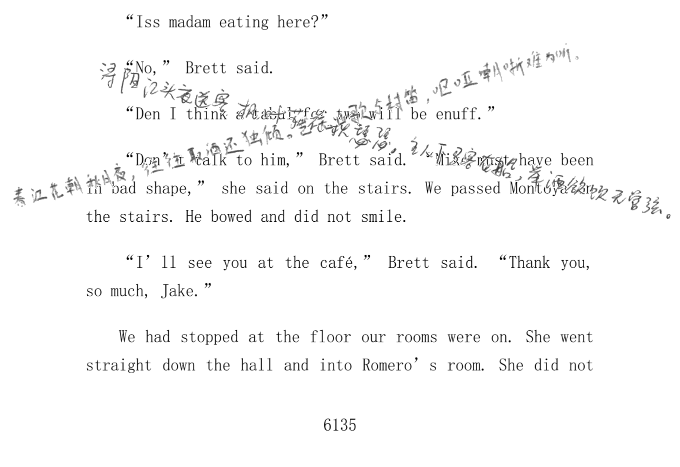 “Iss madam eating here?”
“No,” Brett said.
“Den I think a table for two will be enuff.”
“Don’t talk to him,” Brett said. “Mike must have been
in bad shape,” she said on the stairs. We passed Montoya on
the stairs. He bowed and did not smile.
“I’ll see you at the café,” Brett said. “Thank you,
so much, Jake.”
We had stopped at the floor our rooms were on. She went
straight down the hall and into Romero’s room. She did not
6135
浔阳江头夜送客 枫叶荻花秋瑟瑟。主人下马客在船,举酒欲饮无管弦。
春江花朝秋月夜,往往取酒还独倾。岂无山歌与村笛,呕哑嘲哳难为听。